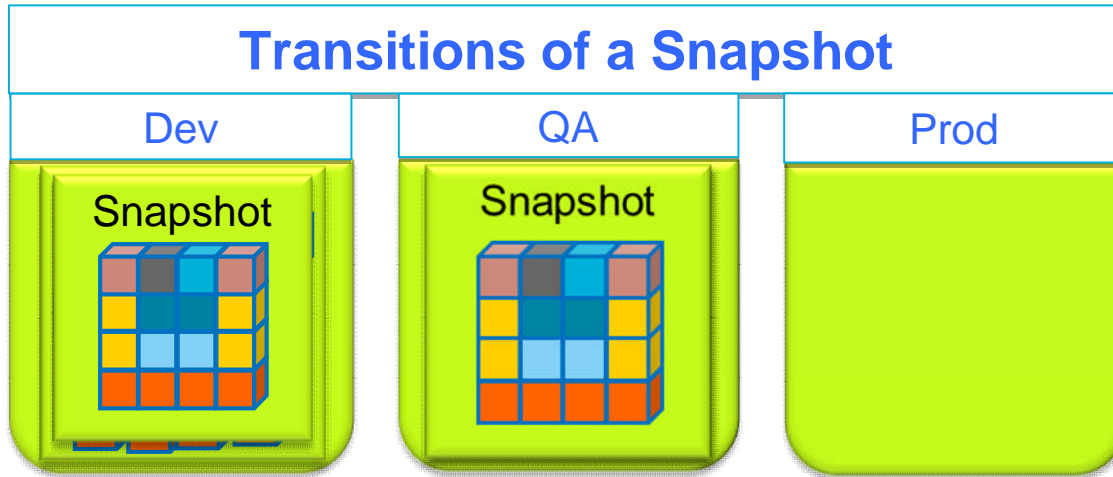 Transitions of a Snapshot
Dev
QA
Prod
Snapshot
Snapshot